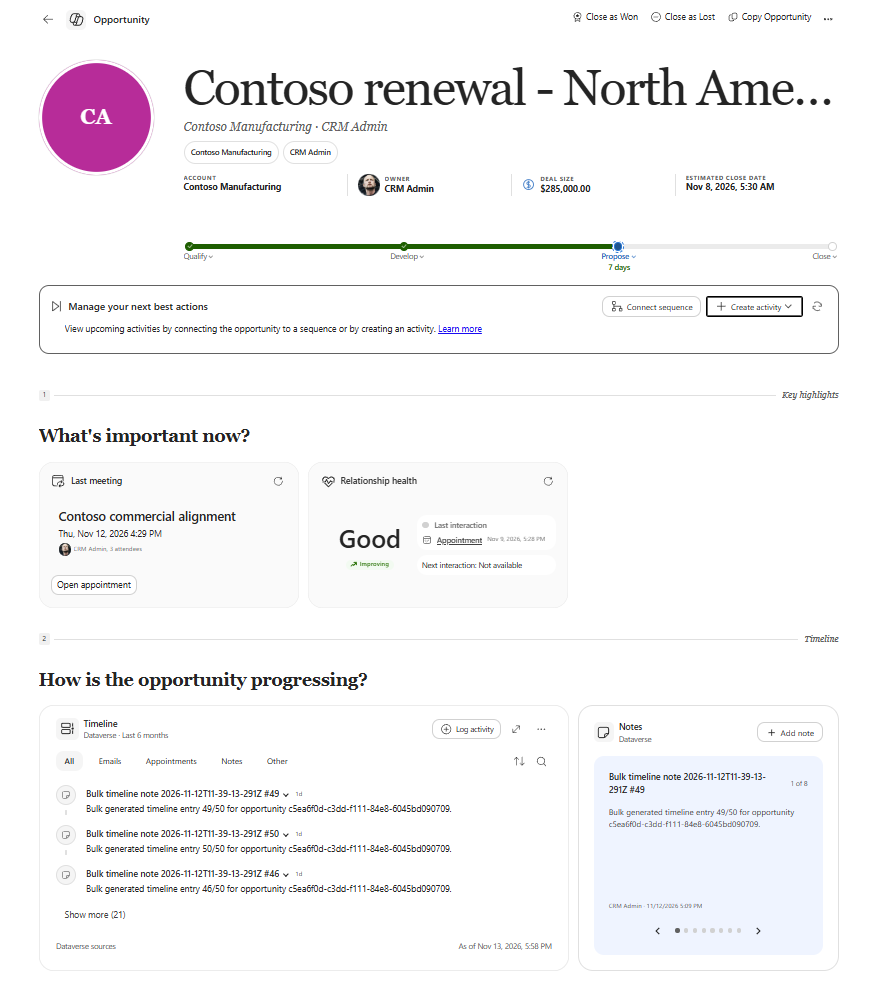 Opportunity
Close as Won
Close as Lost
Copy Opportunity
CA
Contoso renewal - North Ame...
Contoso Manufacturing · CRM Admin
Contoso Manufacturing
CRM Admin
ACCOUNT
Contoso Manufacturing
OWNER
CRM Admin
DEAL SIZE
$285,000.00
ESTIMATED CLOSE DATE
Nov 8, 2026, 5:30 AM
Qualify
Develop
Propose
7 days
Close
Manage your next best actions
Connect sequence
Create activity
View upcoming activities by connecting the opportunity to a sequence or by creating an activity. Learn more
1
Key highlights
What's important now?
Last meeting
Contoso commercial alignment
Thu, Nov 12, 2026 4:29 PM
CRM Admin, 3 attendees
Open appointment
Relationship health
Good
Improving
Last interaction
Appointment Nov 9, 2026, 5:28 PM
Next interaction: Not available
2
Timeline
How is the opportunity progressing?
Timeline
Dataverse · Last 6 months
Log activity
All
Emails
Appointments
Notes
Other
Bulk timeline note 2026-11-12T11-39-13-291Z #49 1d
Bulk generated timeline entry 49/50 for opportunity c5ea6f0d-c3dd-f111-84e8-6045bd090709.
Bulk timeline note 2026-11-12T11-39-13-291Z #50 1d
Bulk generated timeline entry 50/50 for opportunity c5ea6f0d-c3dd-f111-84e8-6045bd090709.
Bulk timeline note 2026-11-12T11-39-13-291Z #46 1d
Bulk generated timeline entry 46/50 for opportunity c5ea6f0d-c3dd-f111-84e8-6045bd090709.
Show more (21)
Dataverse sources
As of Nov 13, 2026, 5:58 PM
Notes
Dataverse
Add note
Bulk timeline note 2026-11-12T11-39-13-
291Z #49
1 of 8
Bulk generated timeline entry 49/50 for opportunity
c5ea6f0d-c3dd-f111-84e8-6045bd090709.
CRM Admin · 11/12/2026 5:09 PM